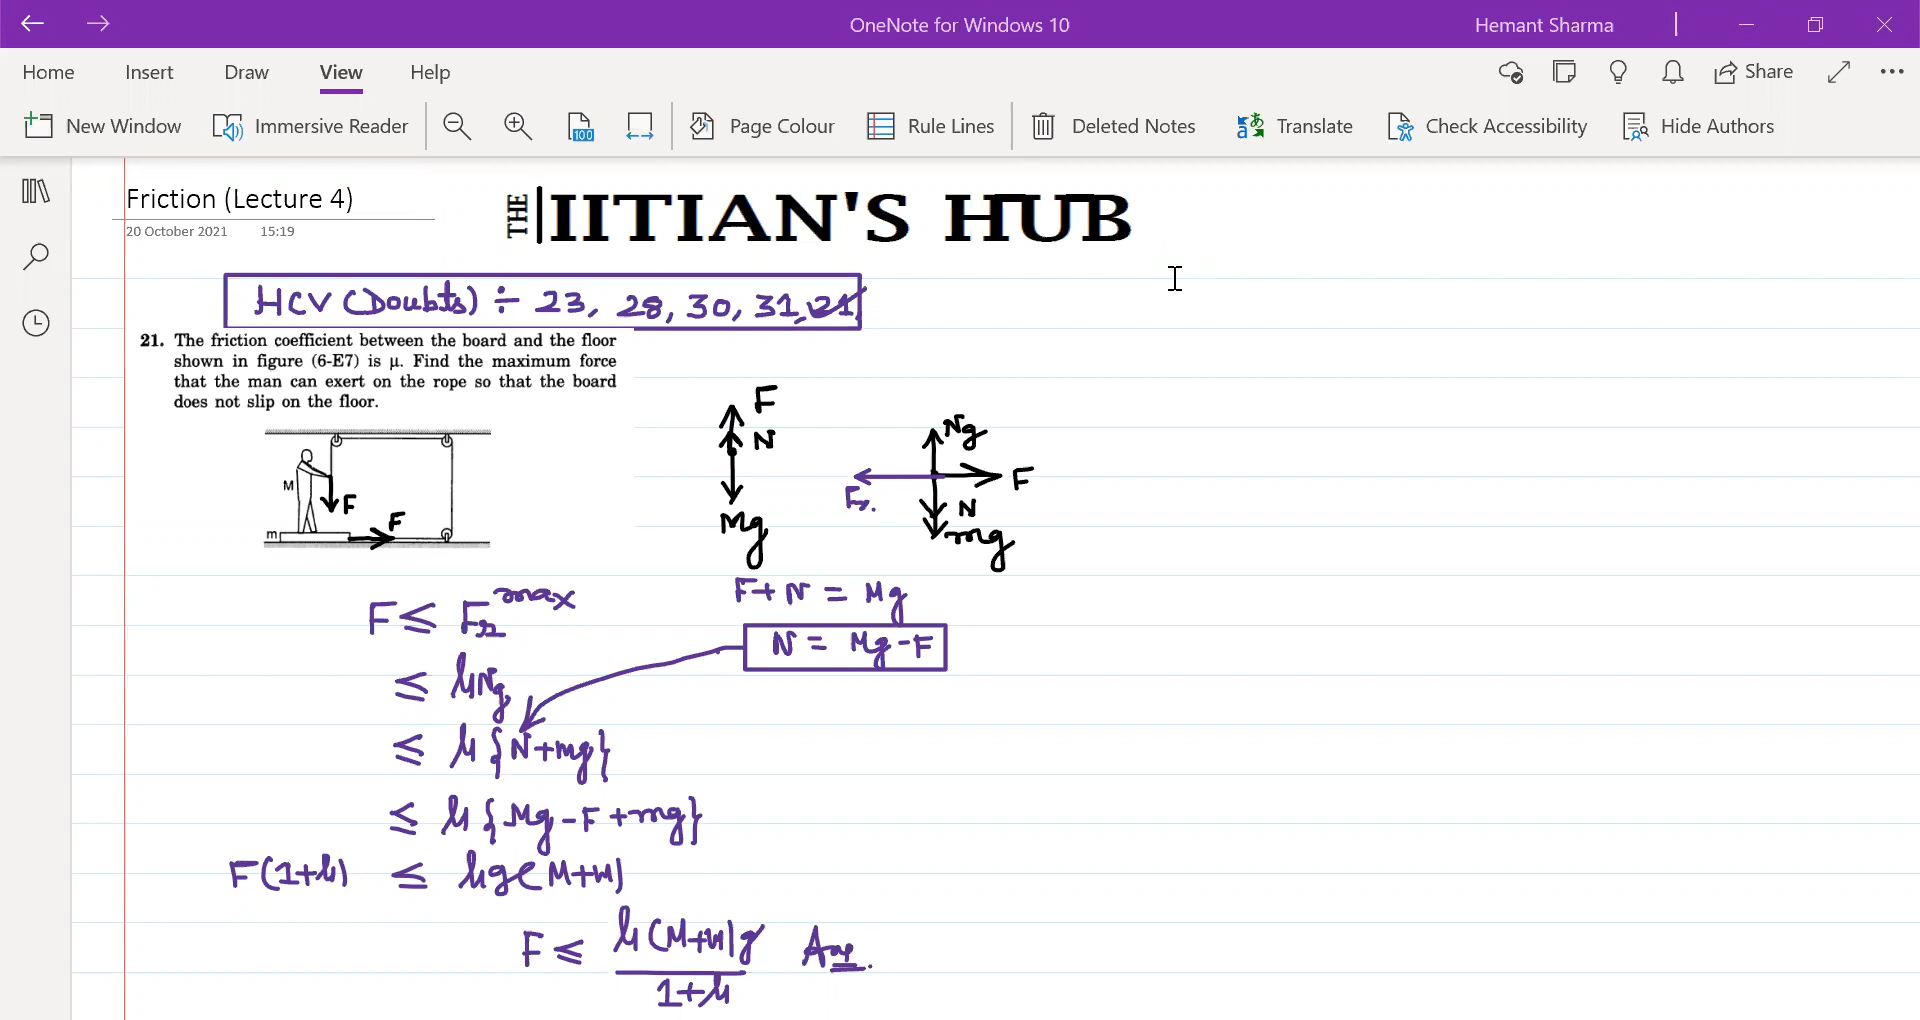 OneNote for Windows 10
Hemant Sharma
Home Insert Draw View Help
Share
New Window Immersive Reader 100 Page Colour Rule Lines Deleted Notes Translate Check Accessibility Hide Authors
Friction (Lecture 4)
20 October 2021 15:19
THE IITIAN'S HUB
HCV (Doubts) ÷ 23, 28, 30, 31, 21,
21. The friction coefficient between the board and the floor
shown in figure (6-E7) is μ. Find the maximum force
that the man can exert on the rope so that the board
does not slip on the floor.
M
F
m
F
F
N
Mg
Ng
F
Fr.
N
mg
F + N = Mg
N = Mg - F
F ≤ Fr max
≤ μNg
≤ μ{N+mg}
≤ μ{Mg-F+mg}
F(1+μ) ≤ μg(M+m)
F ≤ μ(M+m)g Ans.
1+μ